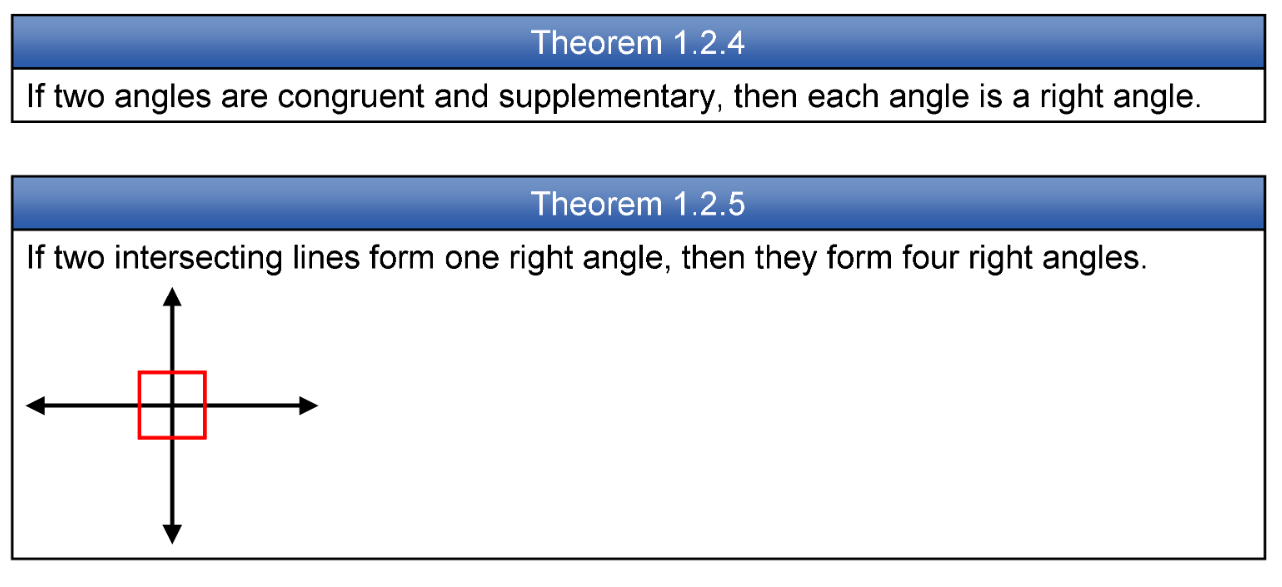 Theorem 1.2.4
If two angles are congruent and supplementary, then each angle is a right angle.
Theorem 1.2.5
If two intersecting lines form one right angle, then they form four right angles.